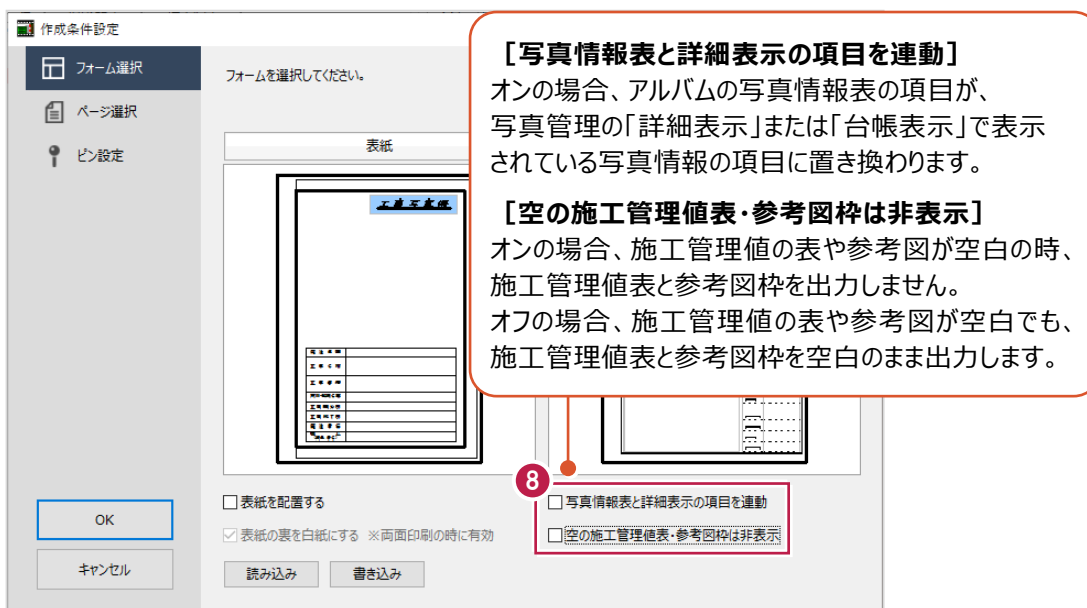 作成条件設定
フォーム選択
ページ選択
ピン設定
フォームを選択してください。
表紙
［写真情報表と詳細表示の項目を連動］
オンの場合、アルバムの写真情報表の項目が、
写真管理の「詳細表示」または「台帳表示」で表示
されている写真情報の項目に置き換わります。
［空の施工管理値表・参考図枠は非表示］
オンの場合、施工管理値の表や参考図が空白の時、
施工管理値表と参考図枠を出力しません。
オフの場合、施工管理値の表や参考図が空白でも、
施工管理値表と参考図枠を空白のまま出力します。
8
表紙を配置する
表紙の裏を白紙にする ※両面印刷の時に有効
読み込み
書き込み
写真情報表と詳細表示の項目を連動
空の施工管理値表・参考図枠は非表示
OK
キャンセル